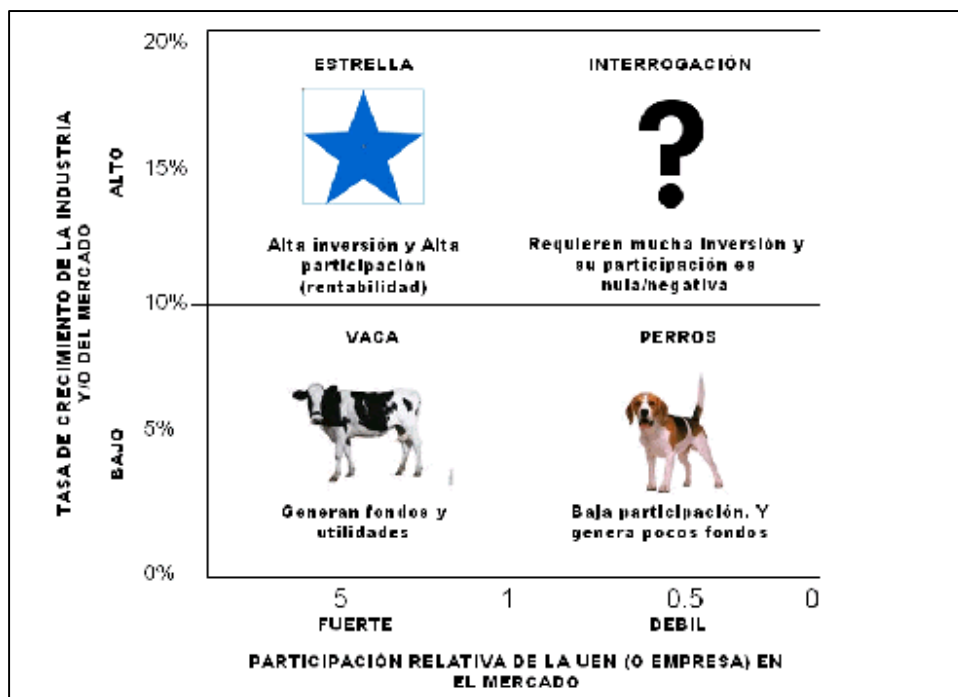 20%
ESTRELLA
INTERROGACIÓN
TASA DE CRECIMIENTO DE LA INDUSTRIA
Y/O DEL MERCADO
ALTO
15%
Alta inversión y Alta
participación
(rentabilidad)
Requieren mucha inversión y
su participación es
nula/negativa
10%
VACA
PERROS
BAJO
5%
Generan fondos y
utilidades
Baja participación. Y
genera pocos fondos
0%
5
1
0.5
0
FUERTE
DEBIL
PARTICIPACIÓN RELATIVA DE LA UEN (O EMPRESA) EN
EL MERCADO